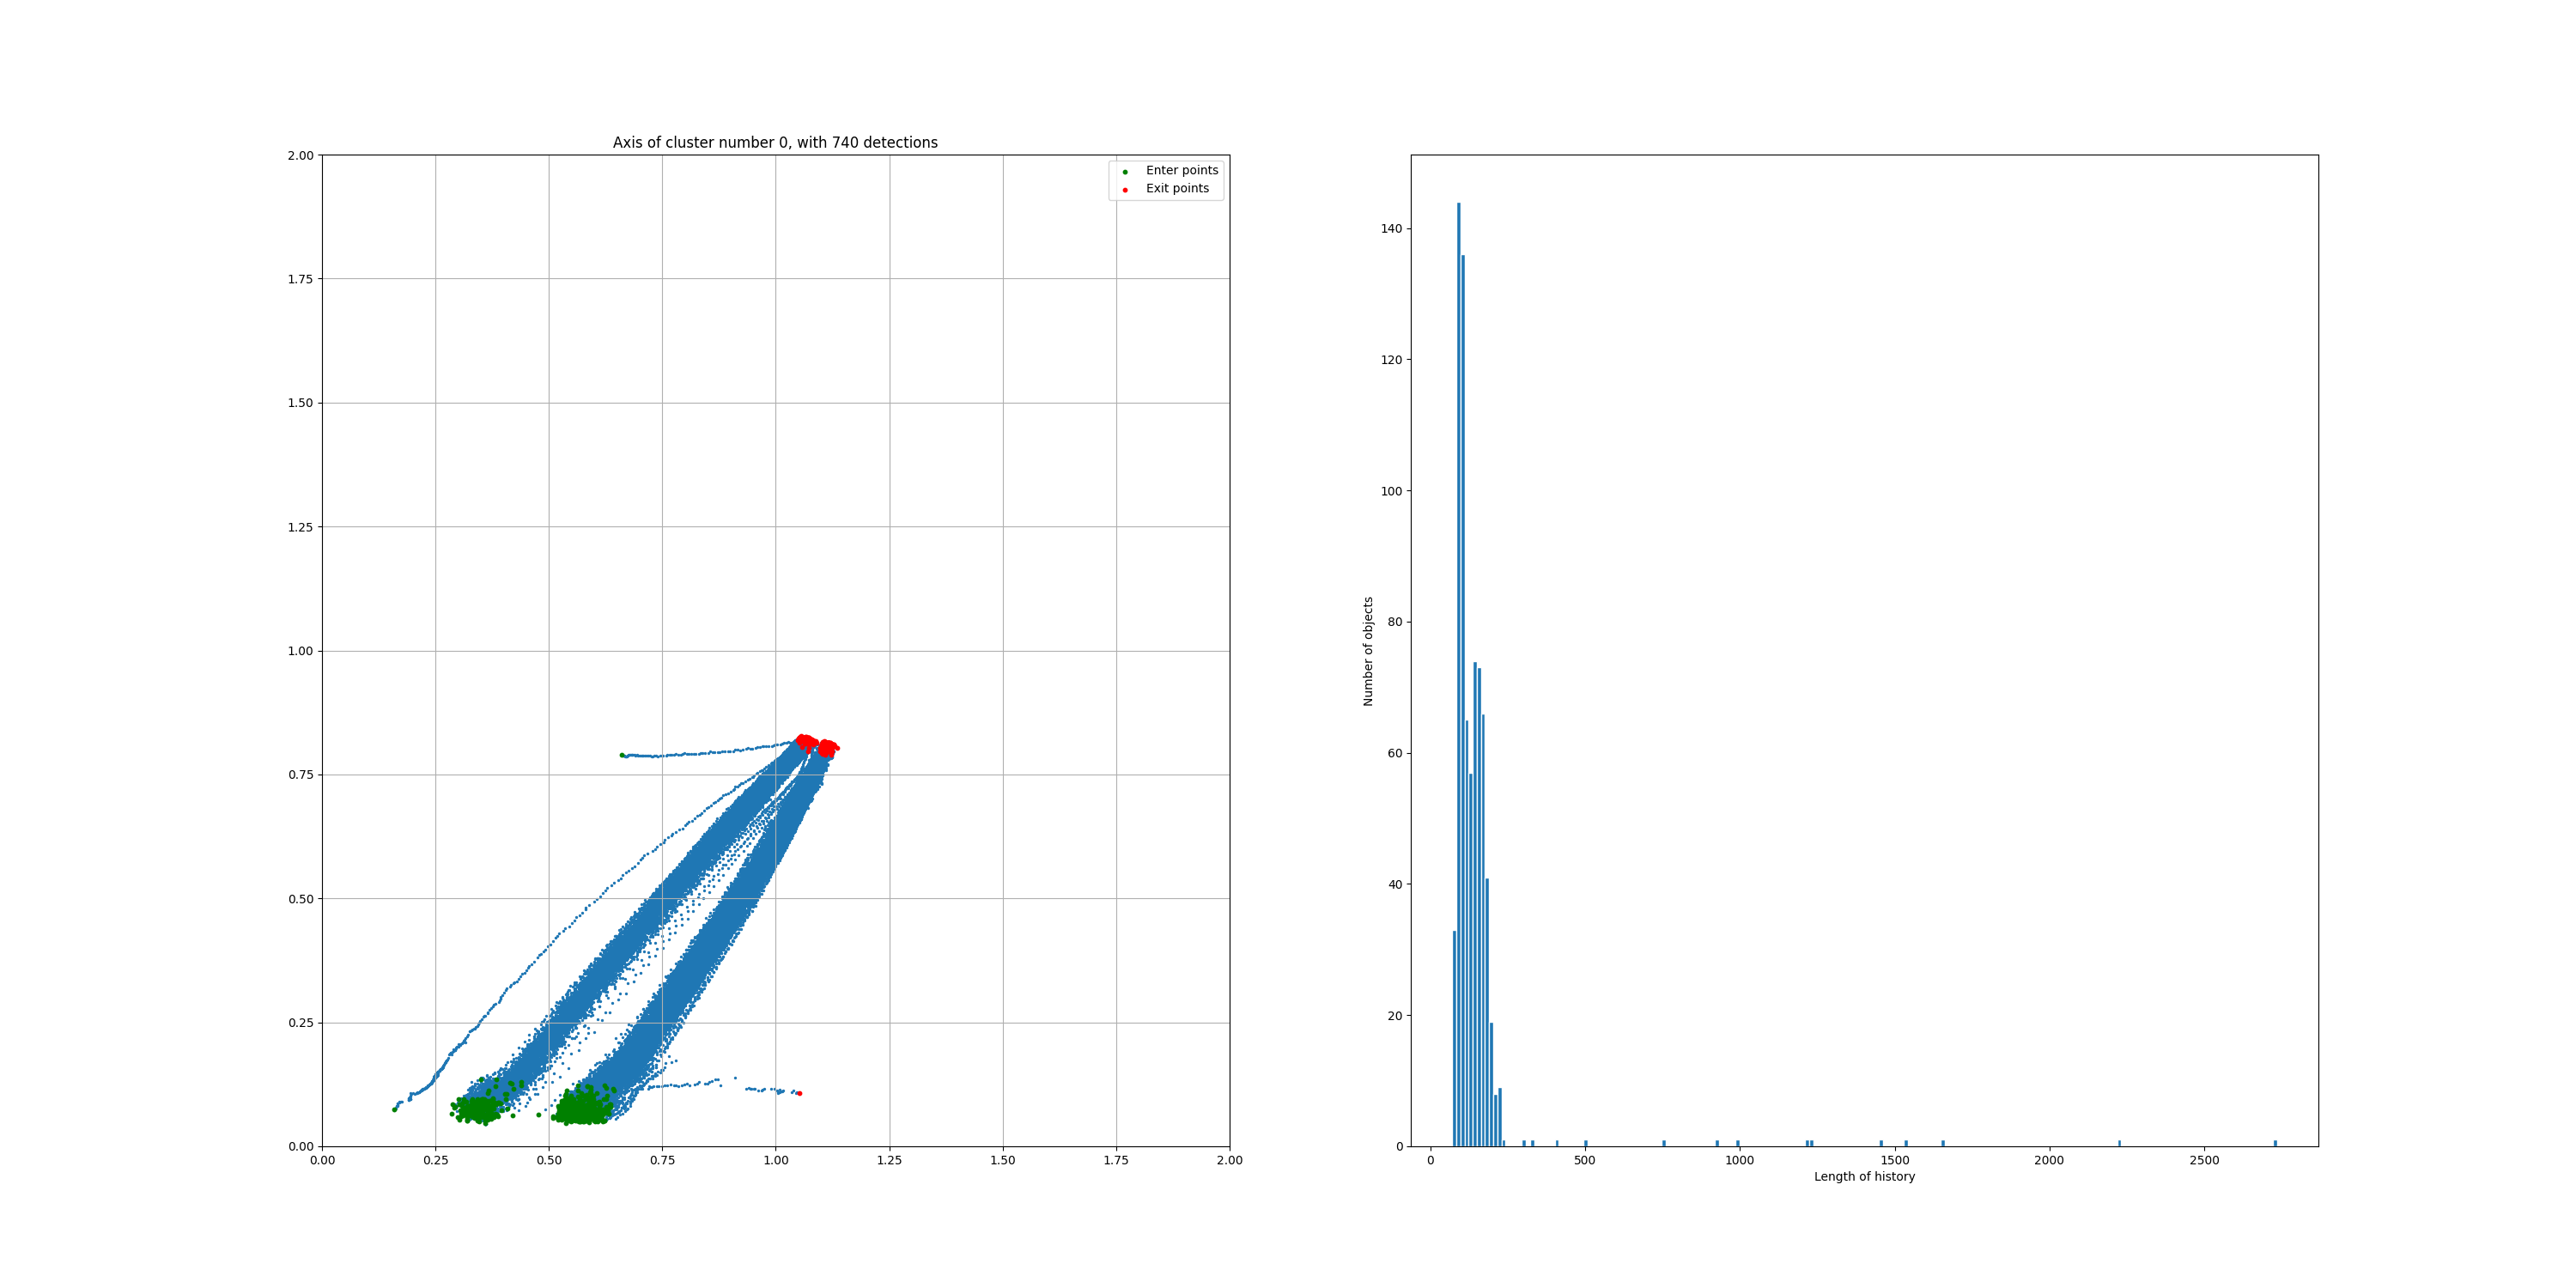 Axis of cluster number 0, with 740 detections
Enter points
Exit points
2.00
1.75
1.50
1.25
1.00
0.75
0.50
0.25
0.00
0.00 0.25 0.50 0.75 1.00 1.25 1.50 1.75 2.00
Number of objects
140
120
100
80
60
40
20
0
0 500 1000 1500 2000 2500
Length of history